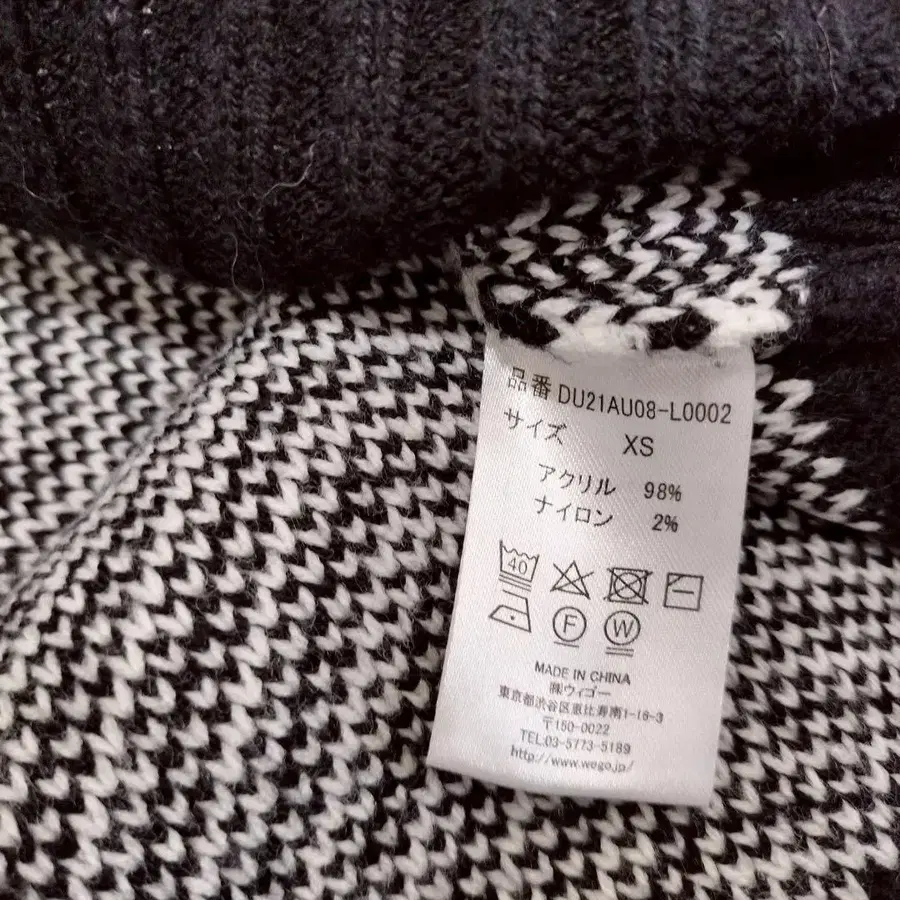 品番 DU21AU08-L0002
サイズ XS
アクリル 98%
ナイロン 2%
40
F W
MADE IN CHINA
㈱ウィゴー
東京都渋谷区恵比寿南1-16-3
〒150-0022
TEL.03-5773-5189
http://www.wego.jp/